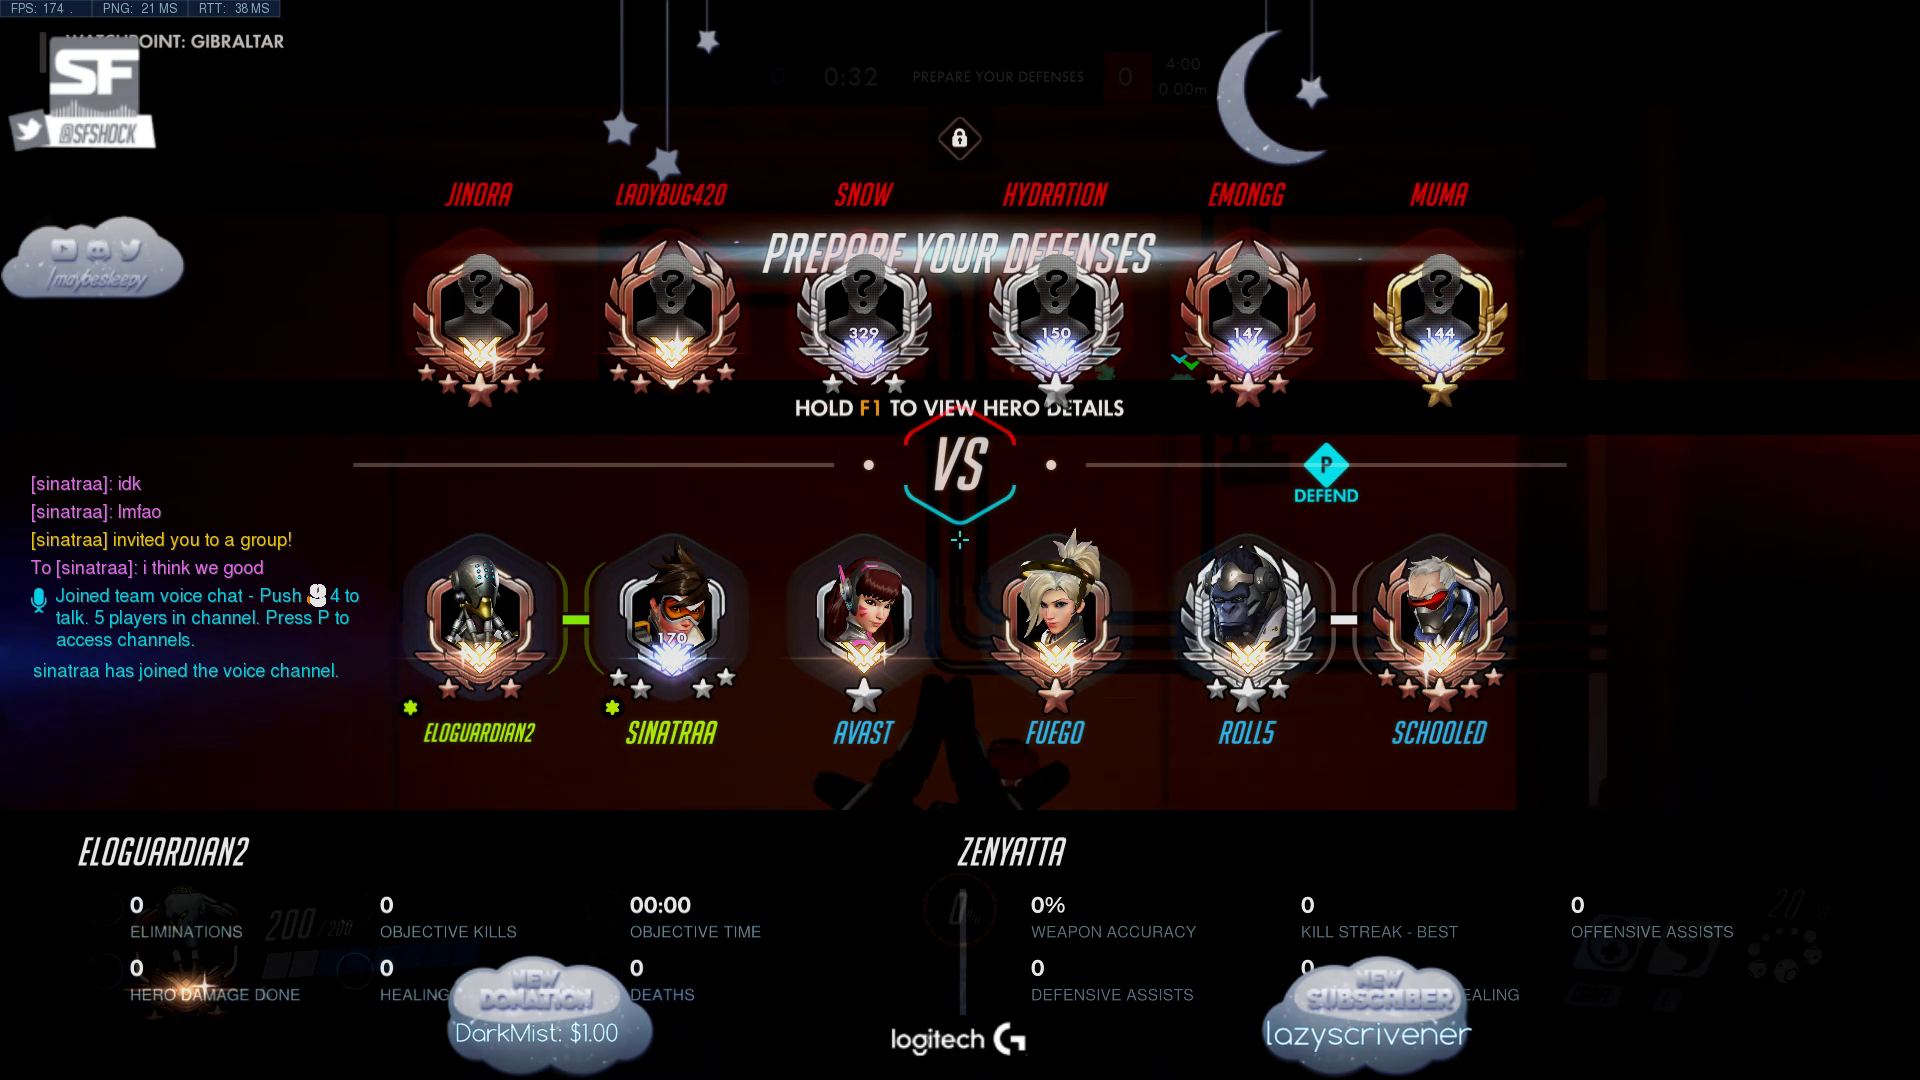 FPS: 174 . PNG: 21 MS RTT: 38 MS
WATCHPOINT: GIBRALTAR
SF
@SFSHOCK
0 0:32 PREPARE YOUR DEFENSES 0 4:00
0.00m
JINORA LADYBUG420 SNOW HYDRATION EMONGG MUMA
/maybesleepy
PREPARE YOUR DEFENSES
? ? ? ? ? ?
329 150 147 144
HOLD F1 TO VIEW HERO DETAILS
VS
P
DEFEND
[sinatraa]: idk
[sinatraa]: lmfao
[sinatraa] invited you to a group!
To [sinatraa]: i think we good
Joined team voice chat - Push 4 to
talk. 5 players in channel. Press P to
access channels.
sinatraa has joined the voice channel.
170
ELOGUARDIAN2 SINATRAA AVAST FUEGO ROLL5 SCHOOLED
ELOGUARDIAN2 ZENYATTA
0 0 00:00 0% 0 0
ELIMINATIONS OBJECTIVE KILLS OBJECTIVE TIME WEAPON ACCURACY KILL STREAK - BEST OFFENSIVE ASSISTS
200/200 0% 20
0 0 0 0 0
HERO DAMAGE DONE HEALING DEATHS DEFENSIVE ASSISTS
NEW
DONATION
DarkMist: $1.00
logitech G
NEW
SUBSCRIBER
lazyscrivener